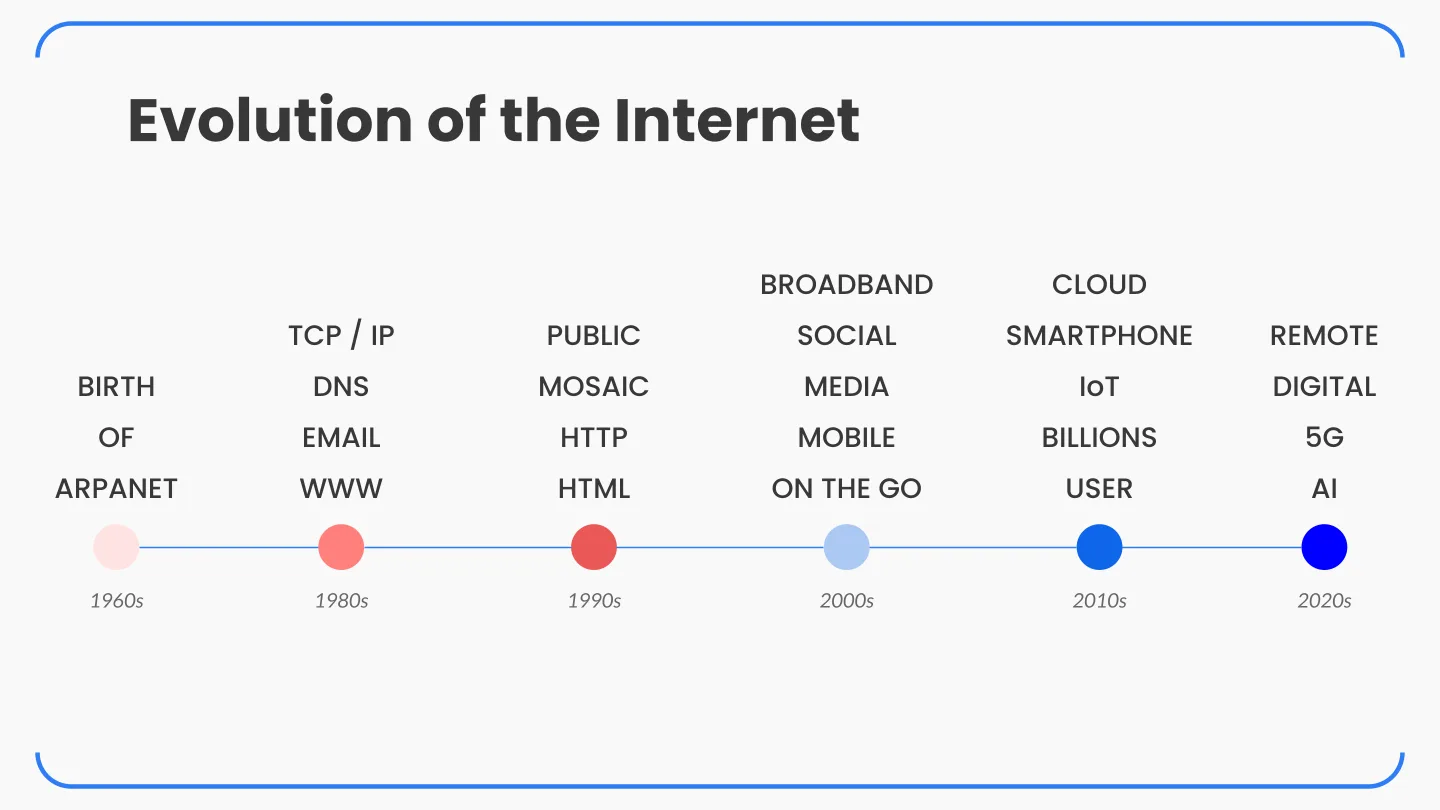 Evolution of the Internet
BIRTH
OF
ARPANET
1960s
TCP / IP
DNS
EMAIL
WWW
1980s
PUBLIC
MOSAIC
HTTP
HTML
1990s
BROADBAND
SOCIAL
MEDIA
MOBILE
ON THE GO
2000s
CLOUD
SMARTPHONE
IoT
BILLIONS
USER
2010s
REMOTE
DIGITAL
5G
AI
2020s